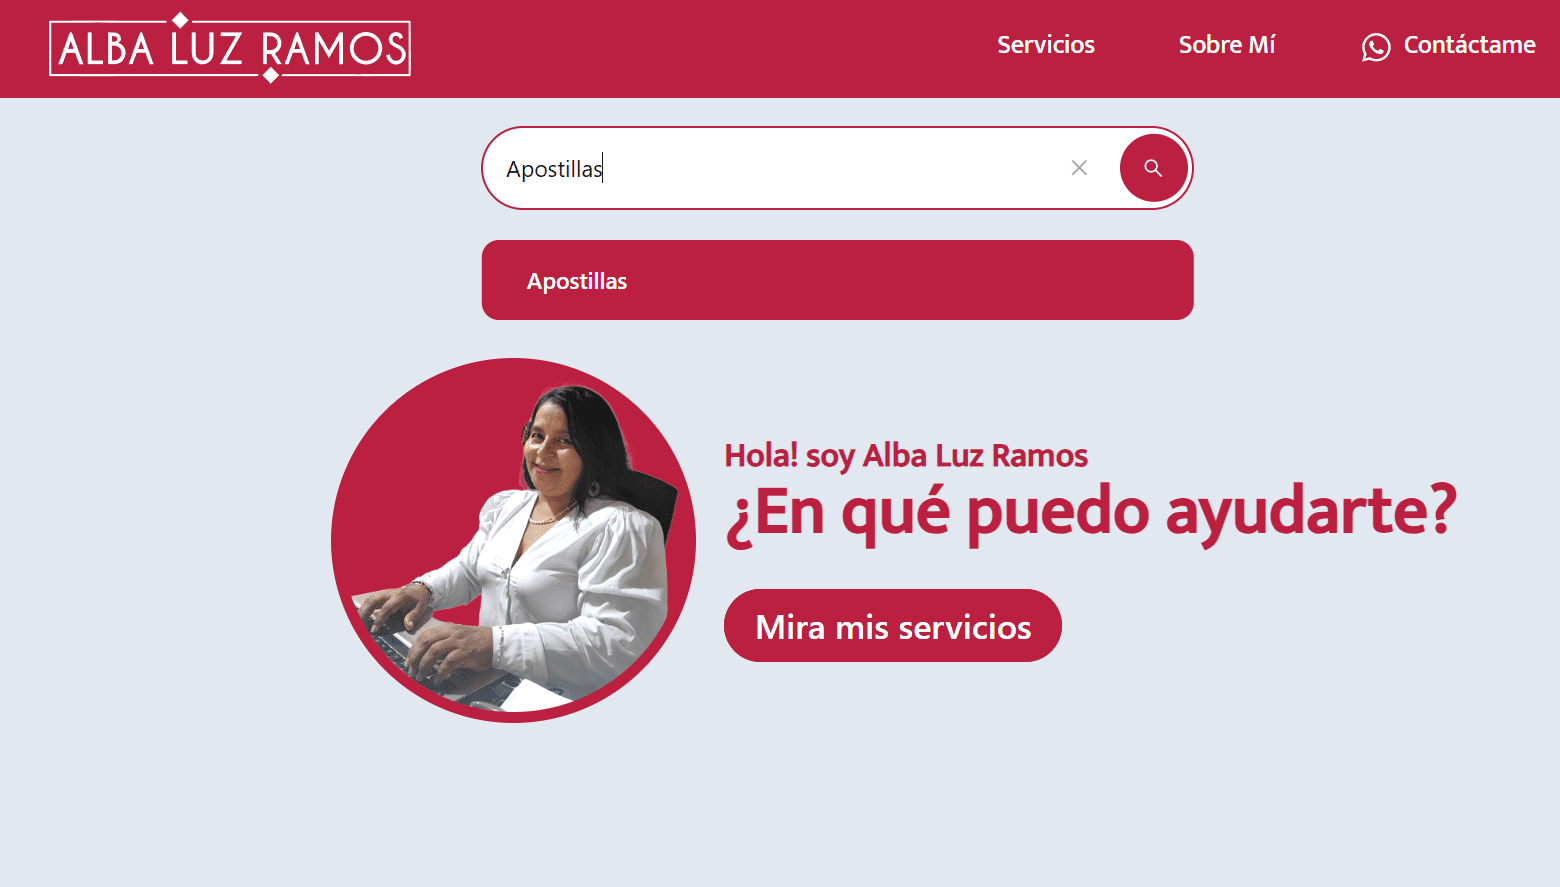 ALBA LUZ RAMOS
Servicios
Sobre Mí
Contáctame
Apostillas
Apostillas
Hola! soy Alba Luz Ramos
¿En qué puedo ayudarte?
Mira mis servicios